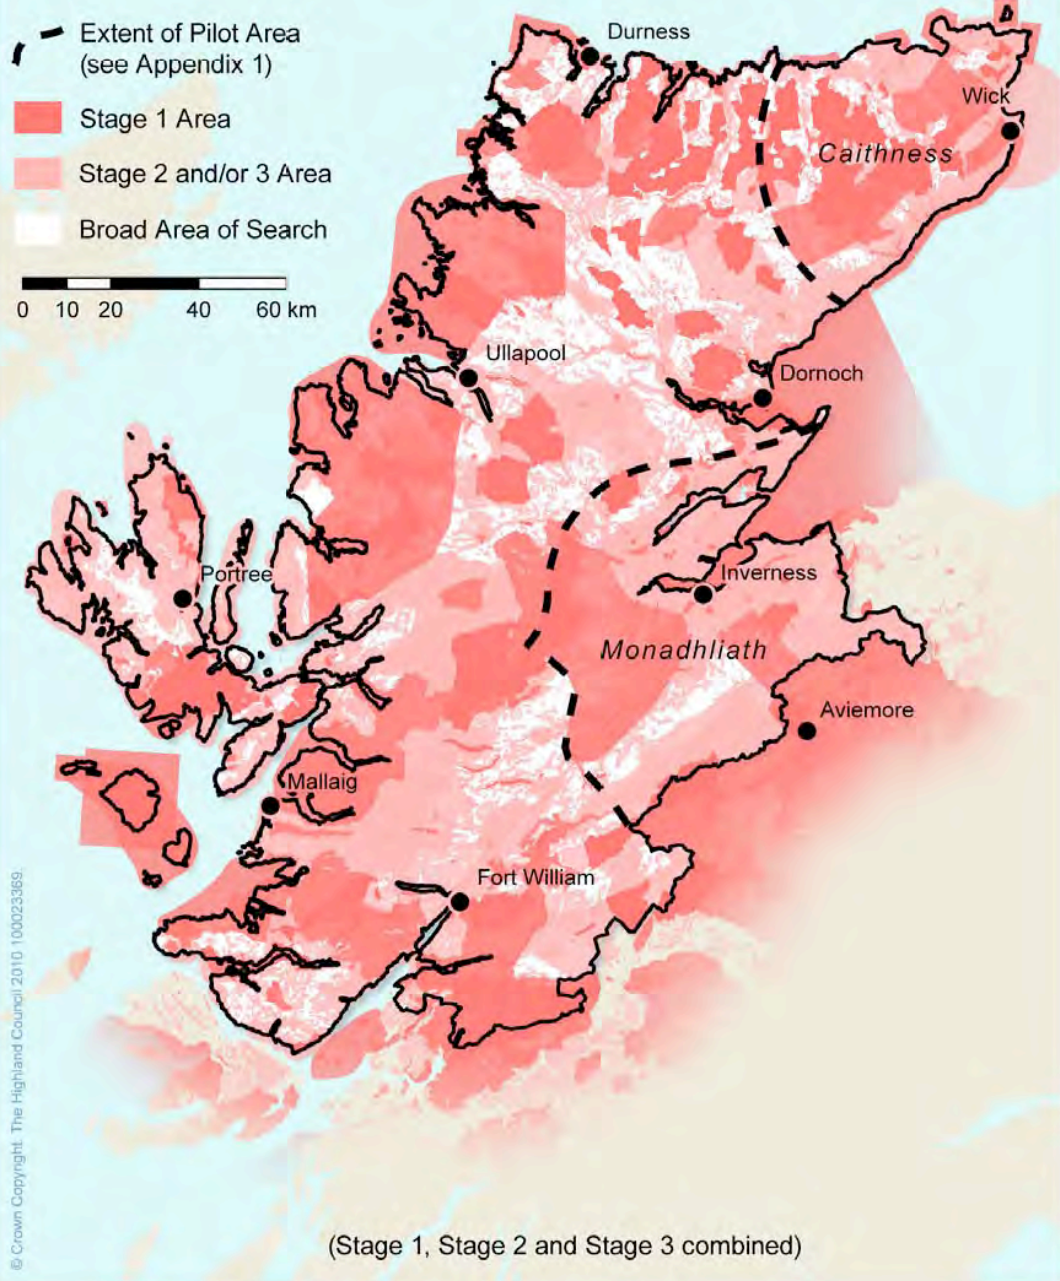 Extent of Pilot Area
(see Appendix 1)
Stage 1 Area
Stage 2 and/or 3 Area
Broad Area of Search
0 10 20 40 60 km
Durness
Wick
Caithness
Ullapool
Dornoch
Portree
Inverness
Monadhliath
Aviemore
Mallaig
Fort William
(Stage 1, Stage 2 and Stage 3 combined)
© Crown Copyright. The Highland Council 2010 100023369.